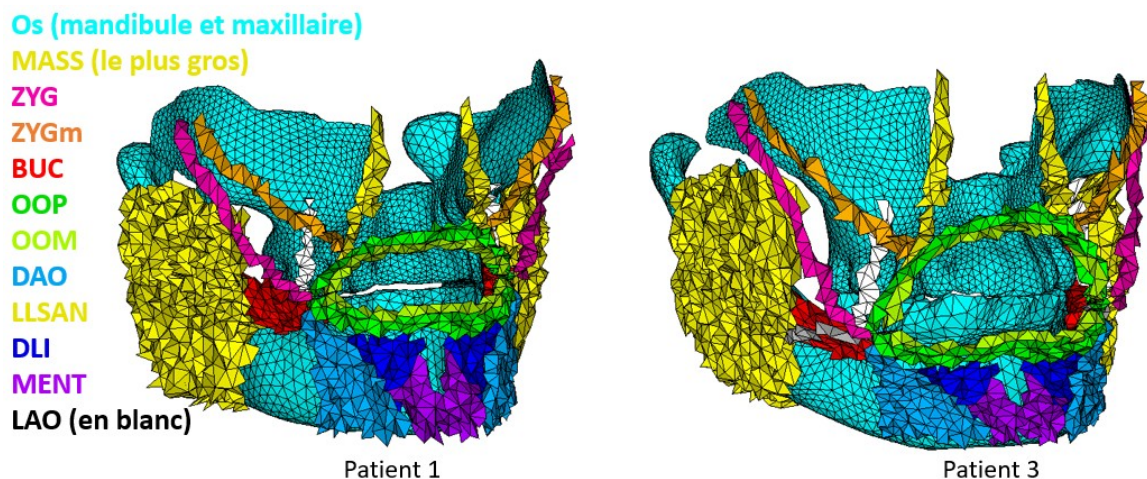 Os (mandibule et maxillaire)
MASS (le plus gros)
ZYG
ZYGm
BUC
OOP
OOM
DAO
LLSAN
DLI
MENT
LAO (en blanc)
Patient 1
Patient 3